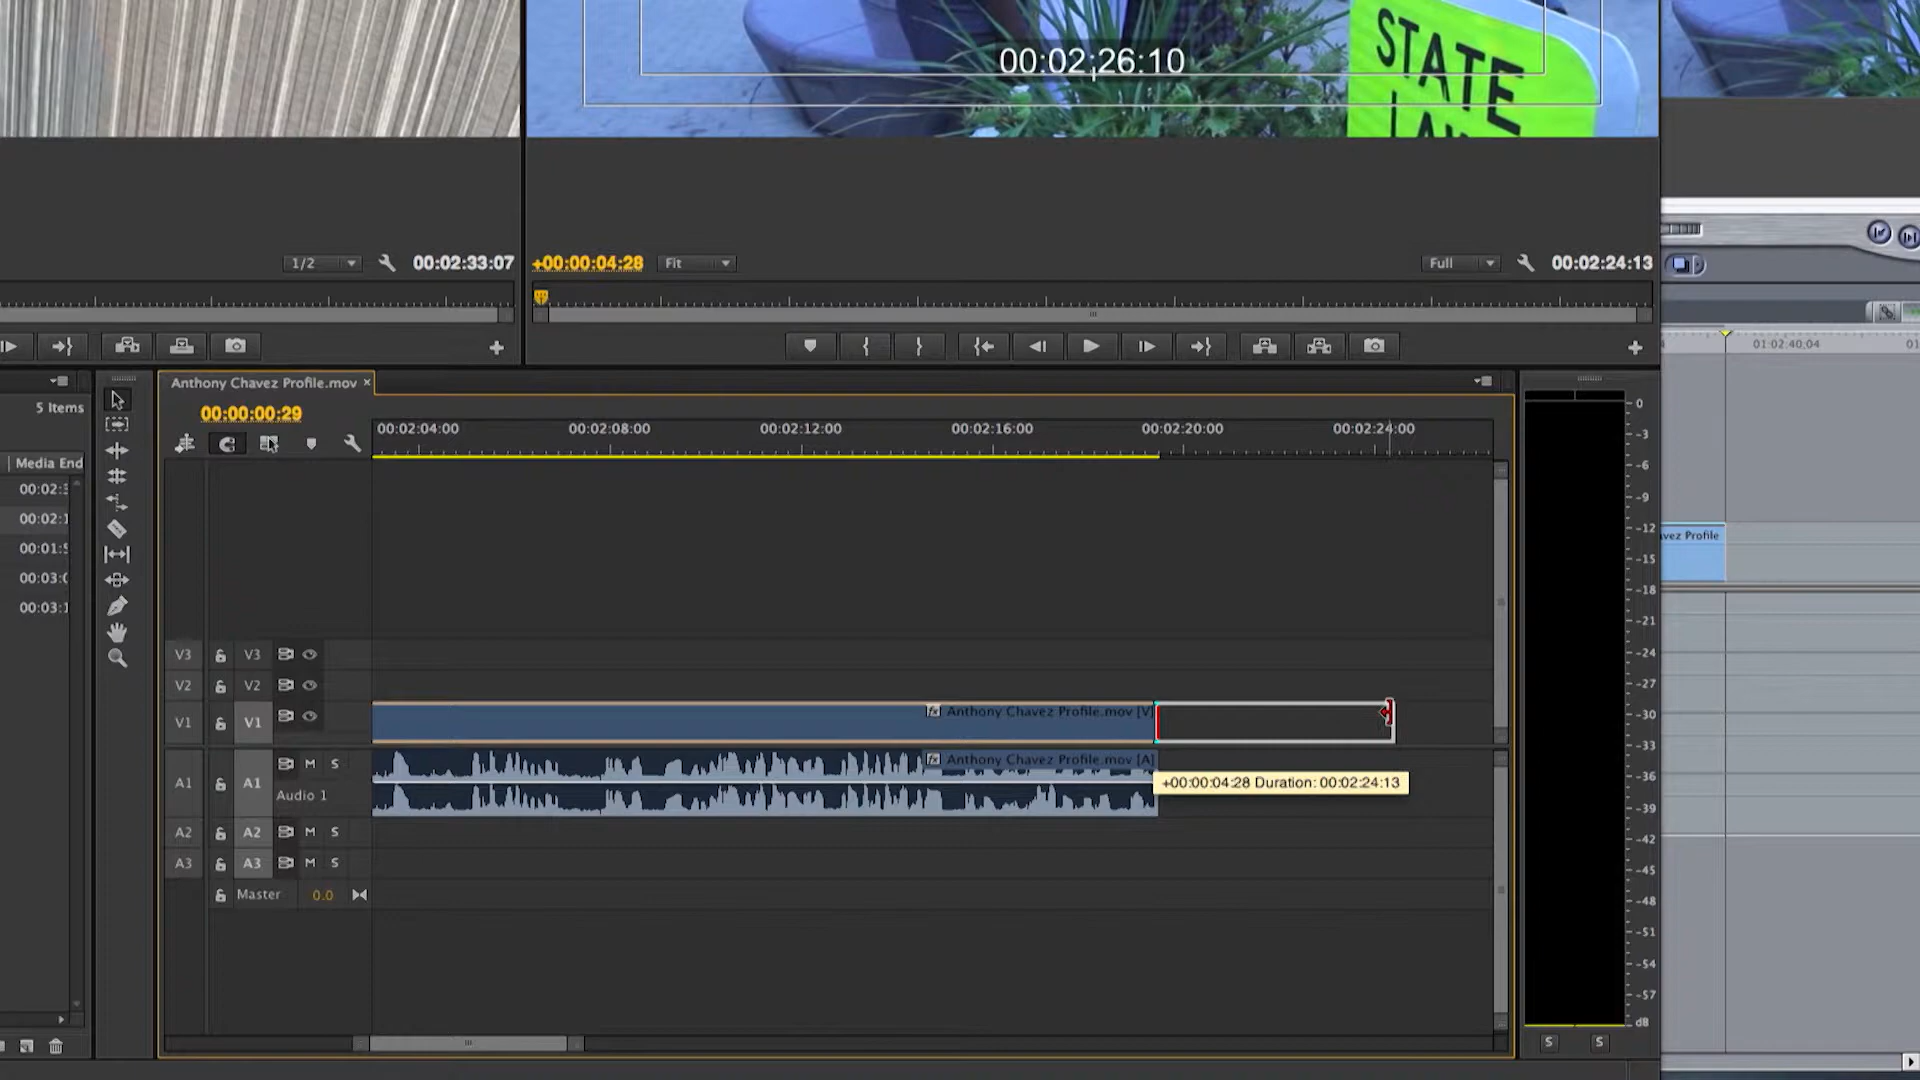 STATE
00:02;26:10
1/2
00:02:33:07
+00:00:04:28
Fit
Full
00:02:24:13
01:02:40:04
01
Anthony Chavez Profile.mov ×
5 Items
00:00:00:29
00:02:04:00
00:02:08:00
00:02:12:00
00:02:16:00
00:02:20:00
00:02:24:00
Media End
00:02:
00:02:1
00:01:5
00:03:0
00:03:1
vez Profile
V3 V3
V2 V2
V1 V1
Anthony Chavez Profile.mov [V]
A1 A1 M S
Audio 1
Anthony Chavez Profile.mov [A]
+00:00:04:28 Duration: 00:02:24:13
A2 A2 M S
A3 A3 M S
Master 0.0
0
-3
-6
-9
-12
-15
-18
-21
-24
-27
-30
-33
-36
-39
-42
-45
-48
-51
-54
-57
dB
S S